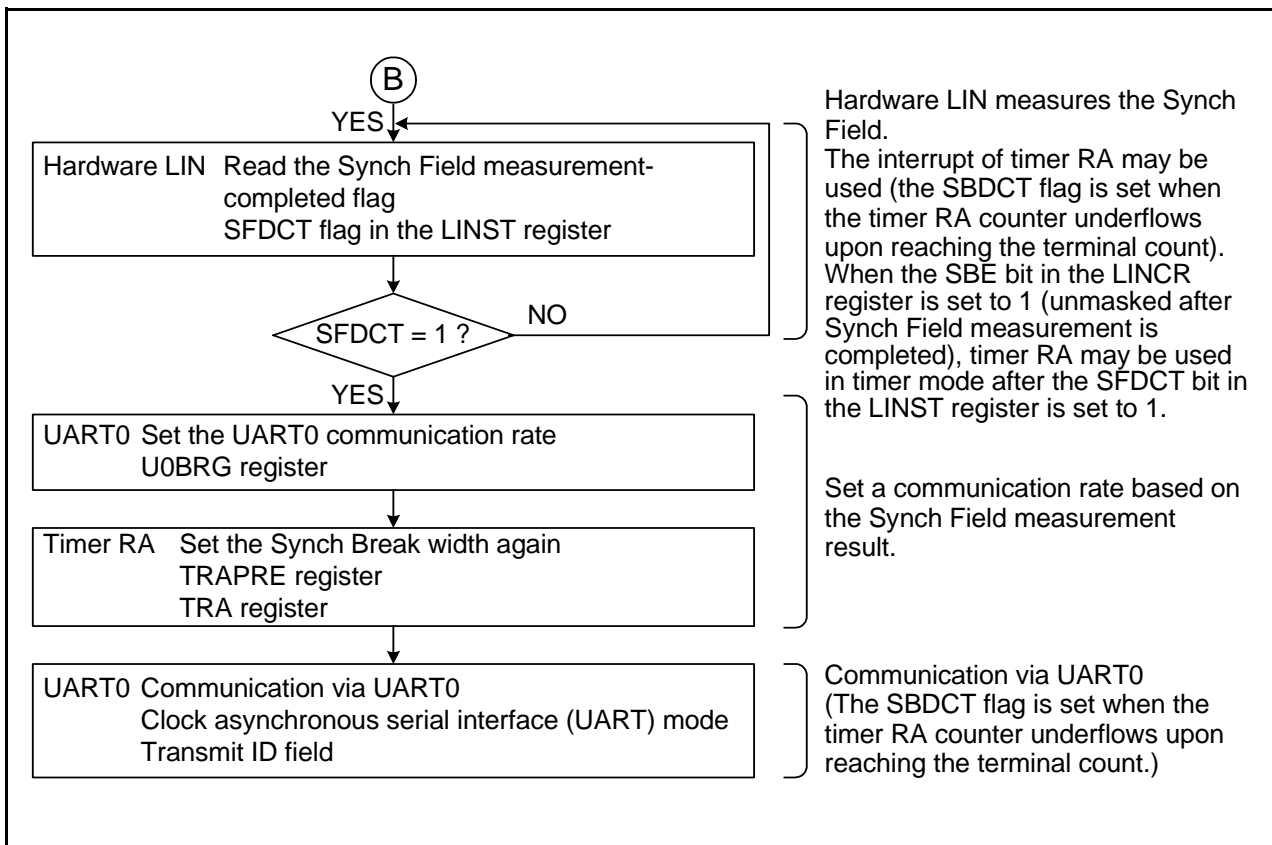 B
YES
Hardware LIN Read the Synch Field measurement-
completed flag
SFDCT flag in the LINST register
SFDCT = 1 ?
NO
YES
UART0 Set the UART0 communication rate
U0BRG register
Timer RA Set the Synch Break width again
TRAPRE register
TRA register
UART0 Communication via UART0
Clock asynchronous serial interface (UART) mode
Transmit ID field
Hardware LIN measures the Synch
Field.
The interrupt of timer RA may be
used (the SBDCT flag is set when
the timer RA counter underflows
upon reaching the terminal count).
When the SBE bit in the LINCR
register is set to 1 (unmasked after
Synch Field measurement is
completed), timer RA may be used
in timer mode after the SFDCT bit in
the LINST register is set to 1.
Set a communication rate based on
the Synch Field measurement
result.
Communication via UART0
(The SBDCT flag is set when the
timer RA counter underflows upon
reaching the terminal count.)